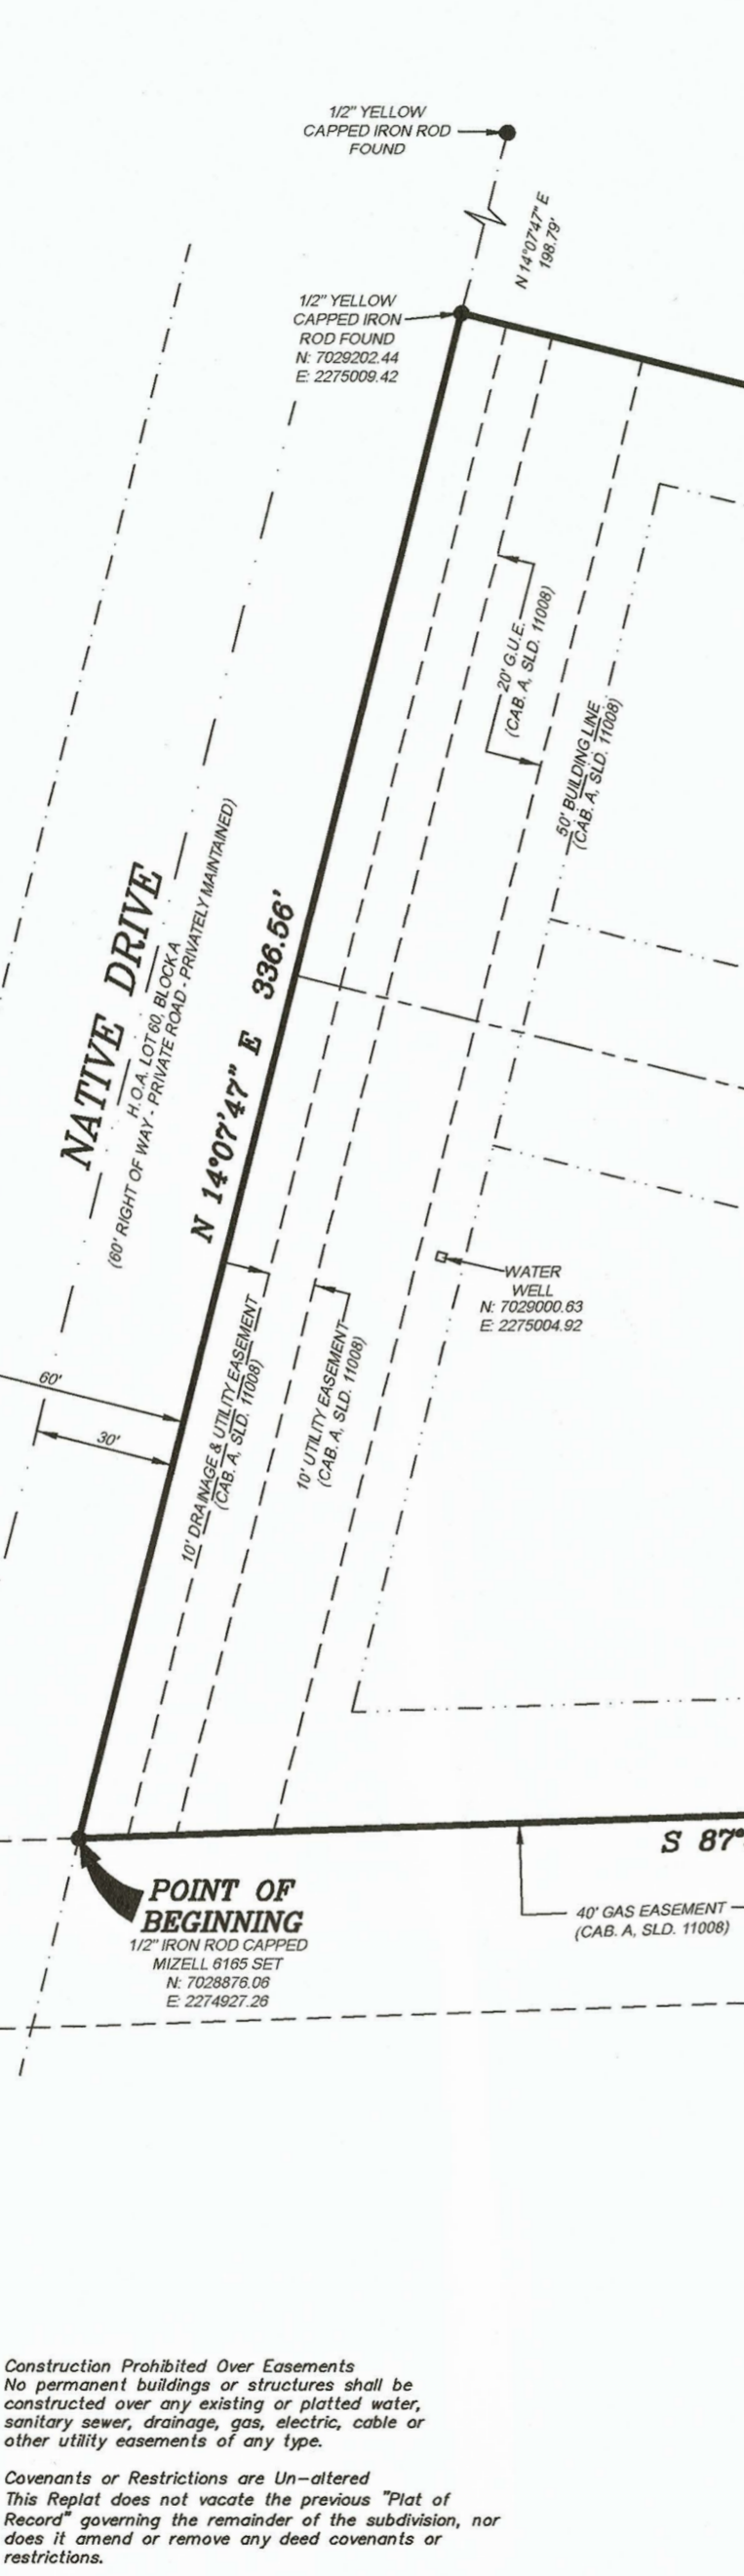 1/2" YELLOW
CAPPED IRON ROD
FOUND
N 14°07'47" E
198.79'
1/2" YELLOW
CAPPED IRON
ROD FOUND
N: 7029202.44
E: 2275009.42
20' G.U.E.
(CAB. A, SLD. 11008)
50' BUILDING LINE
(CAB. A, SLD. 11008)
NATIVE DRIVE
H.O.A. LOT 60, BLOCK A
(60' RIGHT OF WAY - PRIVATE ROAD - PRIVATELY MAINTAINED)
N 14°07'47" E 336.56'
WATER
WELL
N: 7029000.63
E: 2275004.92
10' DRAINAGE & UTILITY EASEMENT
(CAB. A, SLD. 11008)
10' UTILITY EASEMENT
(CAB. A, SLD. 11008)
60'
30'
S 87°
POINT OF
BEGINNING
1/2" IRON ROD CAPPED
MIZELL 6165 SET
N: 7028876.06
E: 2274927.26
40' GAS EASEMENT
(CAB. A, SLD. 11008)
Construction Prohibited Over Easements
No permanent buildings or structures shall be
constructed over any existing or platted water,
sanitary sewer, drainage, gas, electric, cable or
other utility easements of any type.
Covenants or Restrictions are Un-altered
This Replat does not vacate the previous "Plat of
Record" governing the remainder of the subdivision, nor
does it amend or remove any deed covenants or
restrictions.